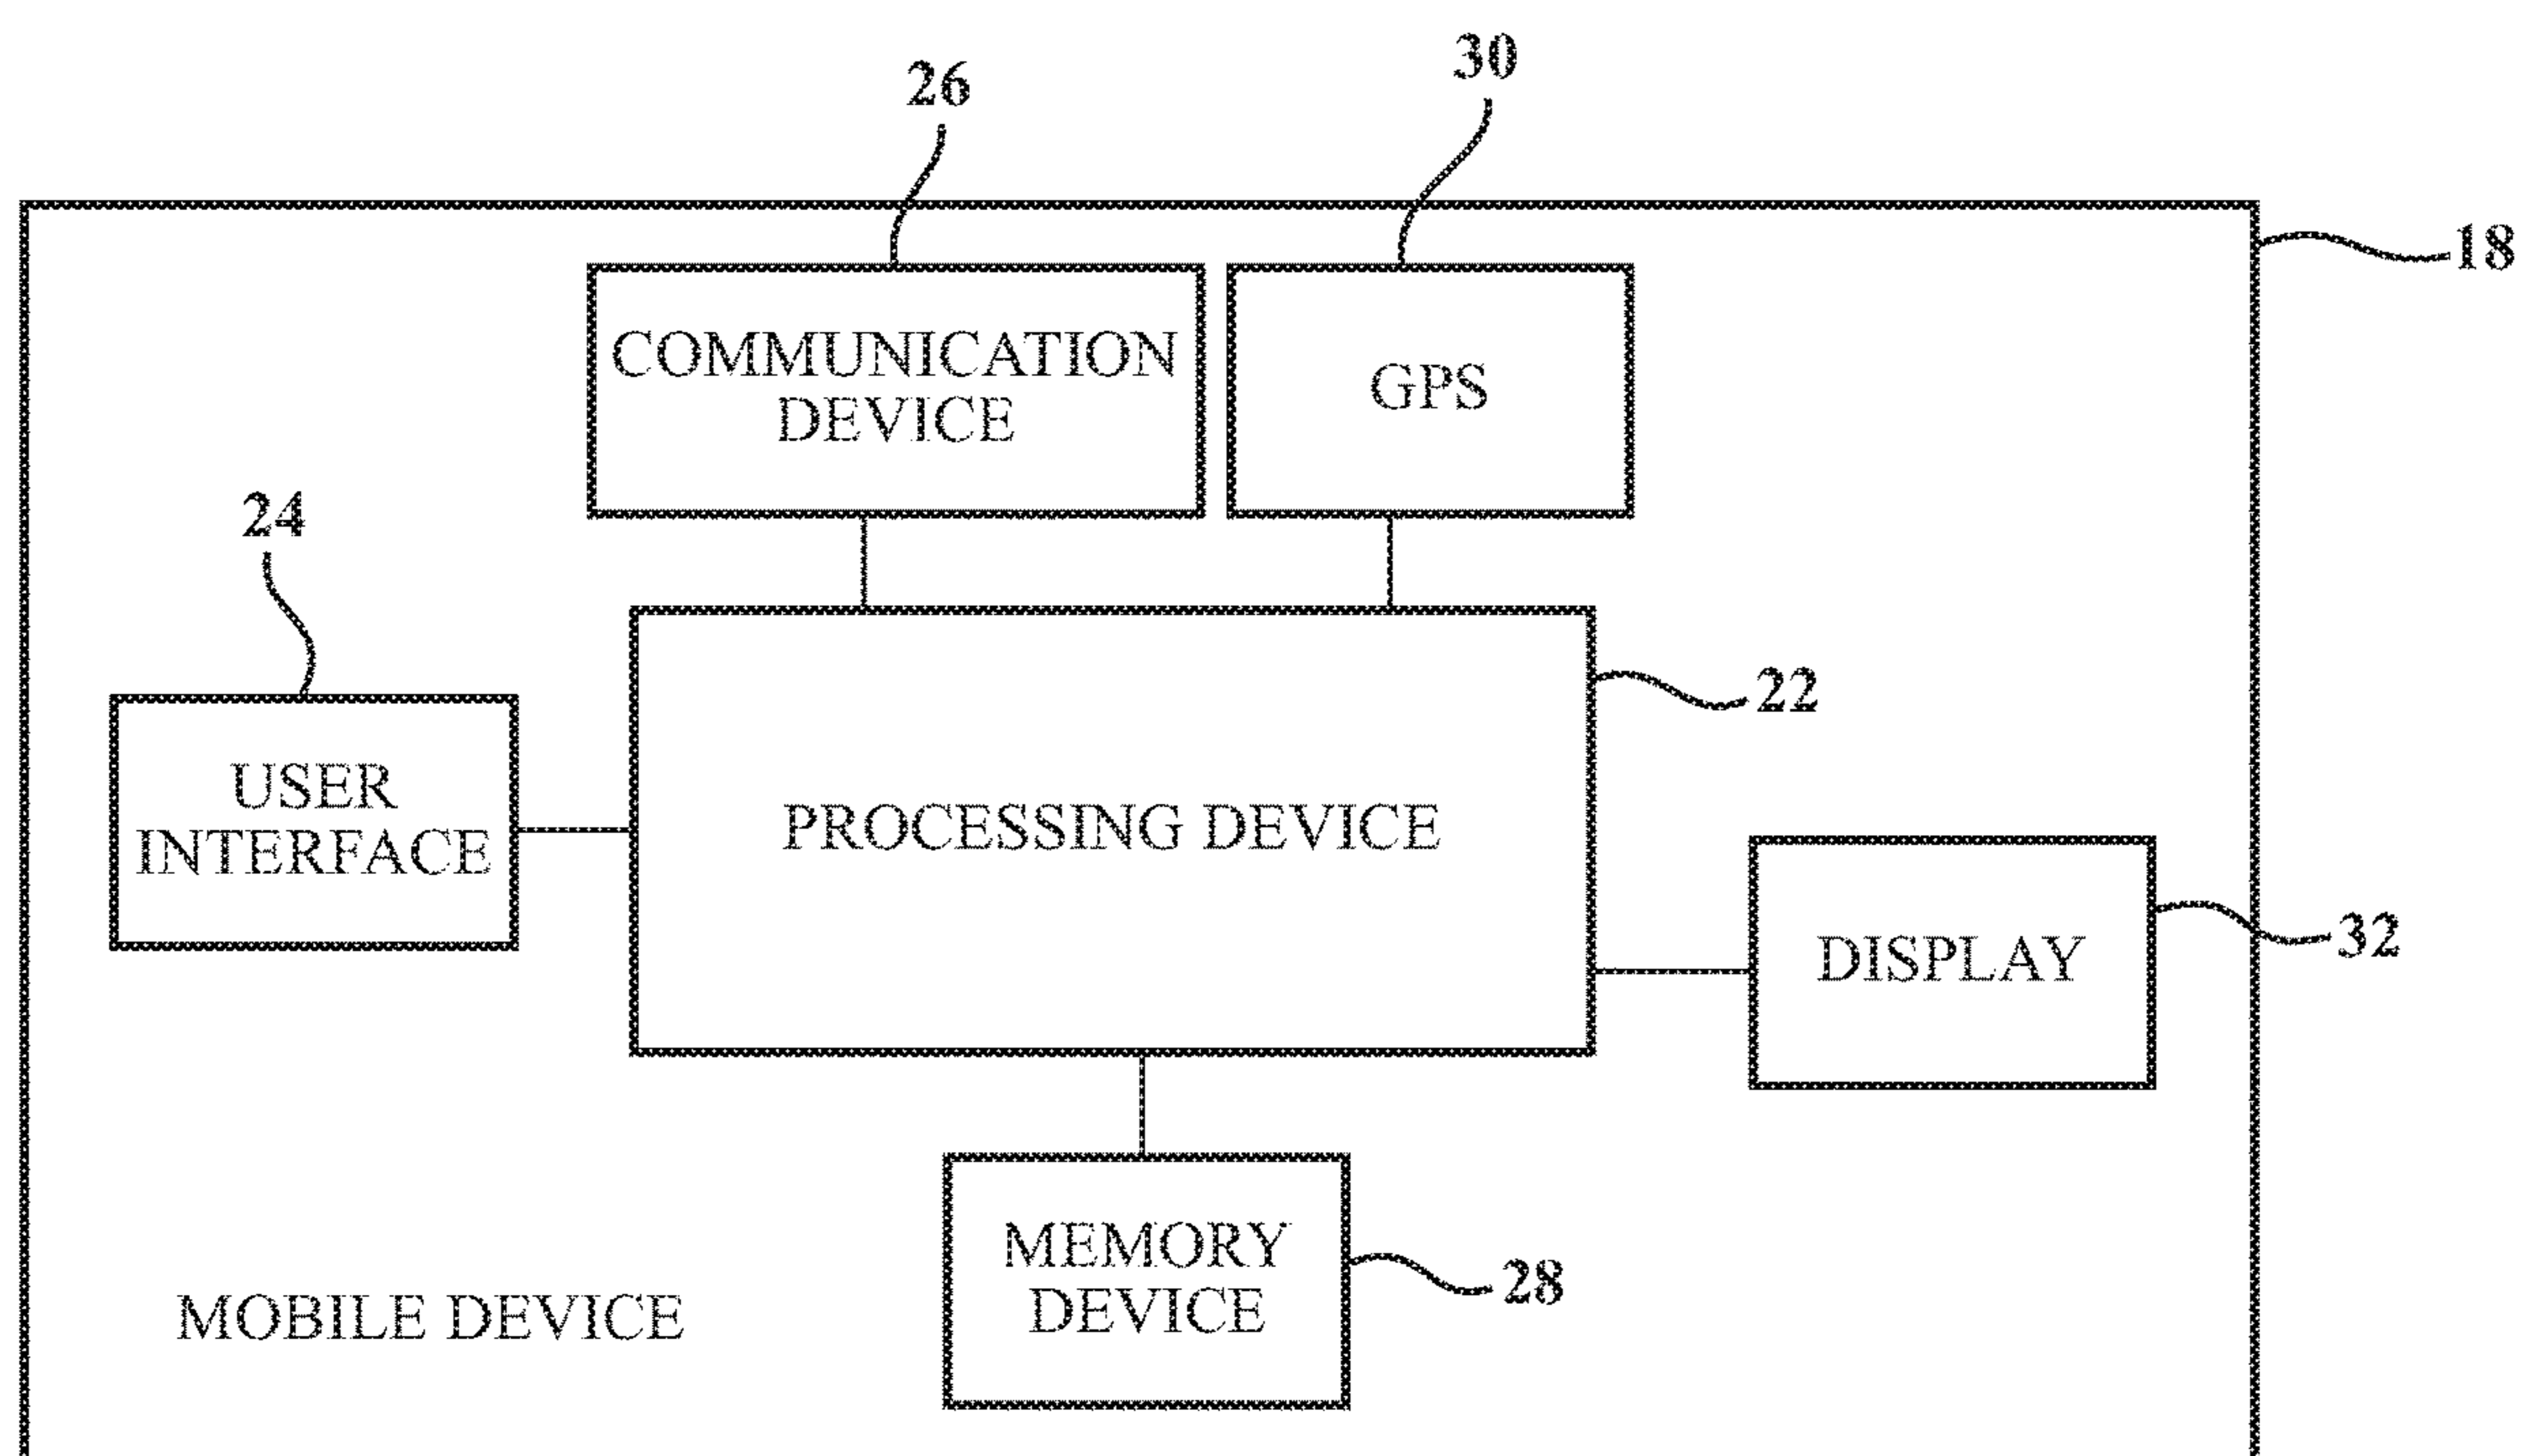 30
26
18
COMMUNICATION
DEVICE
GPS
24
22
USER
INTERFACE
PROCESSING DEVICE
DISPLAY
32
MEMORY
DEVICE
28
MOBILE DEVICE